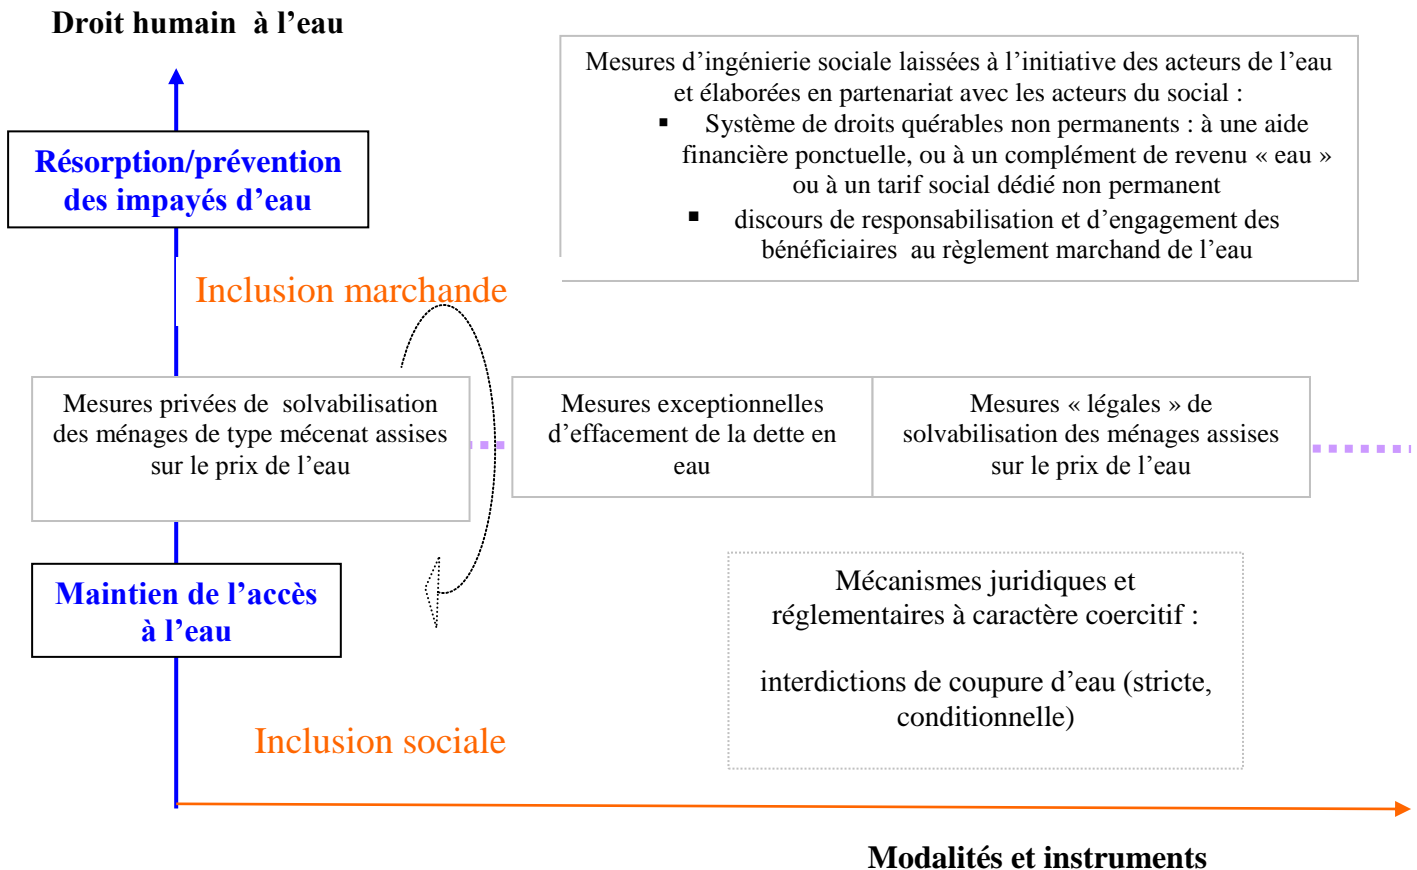 Droit humain à l’eau
Mesures d’ingénierie sociale laissées à l’initiative des acteurs de l’eau
et élaborées en partenariat avec les acteurs du social :
▪ Système de droits quérables non permanents : à une aide
financière ponctuelle, ou à un complément de revenu « eau »
ou à un tarif social dédié non permanent
▪ discours de responsabilisation et d’engagement des
bénéficiaires au règlement marchand de l’eau
Résorption/prévention
des impayés d’eau
Inclusion marchande
Mesures privées de solvabilisation
des ménages de type mécenat assises
sur le prix de l’eau
Mesures exceptionnelles
d’effacement de la dette en
eau
Mesures « légales » de
solvabilisation des ménages assises
sur le prix de l’eau
Maintien de l’accès
à l’eau
Mécanismes juridiques et
réglementaires à caractère coercitif :
interdictions de coupure d’eau (stricte,
conditionnelle)
Inclusion sociale
Modalités et instruments